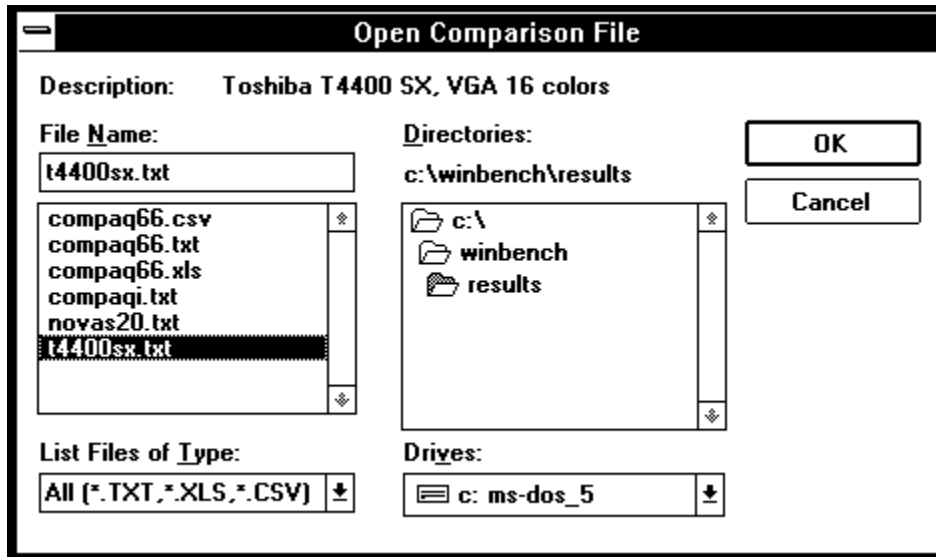 Open Comparison File
Description: Toshiba T4400 SX, VGA 16 colors
File Name:
t4400sx.txt
compaq66.csv
compaq66.txt
compaq66.xls
compaqi.txt
novas20.txt
t4400sx.txt
List Files of Type:
All (*.TXT,*.XLS,*.CSV)
Directories:
c:\winbench\results
c:\
winbench
results
Drives:
c: ms-dos_5
OK
Cancel